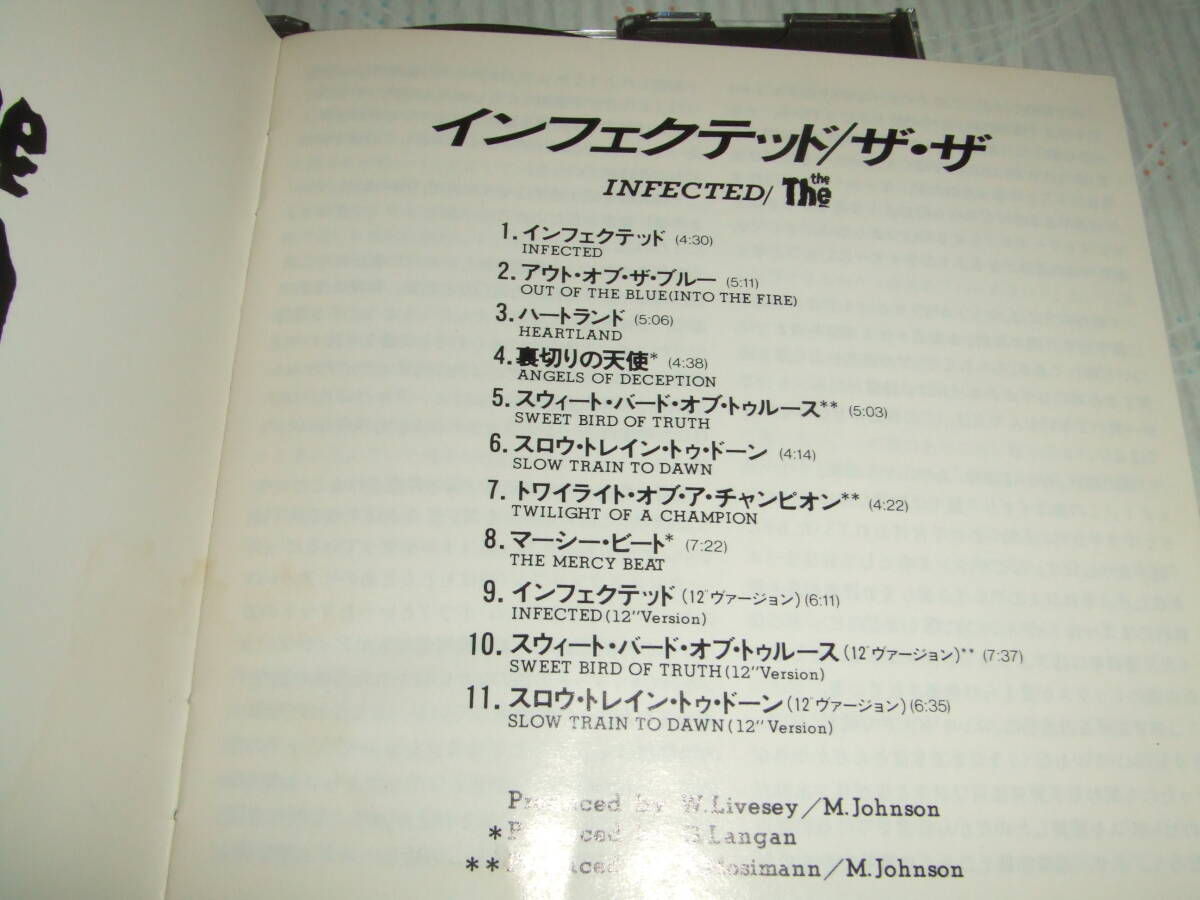 インフェクテッド/ザ・ザ
INFECTED/ the The
1. インフェクテッド (4:30)
INFECTED
2. アウト・オブ・ザ・ブルー (5:11)
OUT OF THE BLUE(INTO THE FIRE)
3. ハートランド (5:06)
HEARTLAND
4. 裏切りの天使* (4:38)
ANGELS OF DECEPTION
5. スウィート・バード・オブ・トゥルース** (5:03)
SWEET BIRD OF TRUTH
6. スロウ・トレイン・トゥ・ドーン (4:14)
SLOW TRAIN TO DAWN
7. トワイライト・オブ・ア・チャンピオン** (4:22)
TWILIGHT OF A CHAMPION
8. マーシー・ビート* (7:22)
THE MERCY BEAT
9. インフェクテッド (12"ヴァージョン) (6:11)
INFECTED(12"Version)
10. スウィート・バード・オブ・トゥルース (12"ヴァージョン)** (7:37)
SWEET BIRD OF TRUTH(12"Version)
11. スロウ・トレイン・トゥ・ドーン (12"ヴァージョン) (6:35)
SLOW TRAIN TO DAWN(12"Version)
Produced by W.Livesey/M.Johnson
*Produced Langan
**Produced Mosimann/M.Johnson